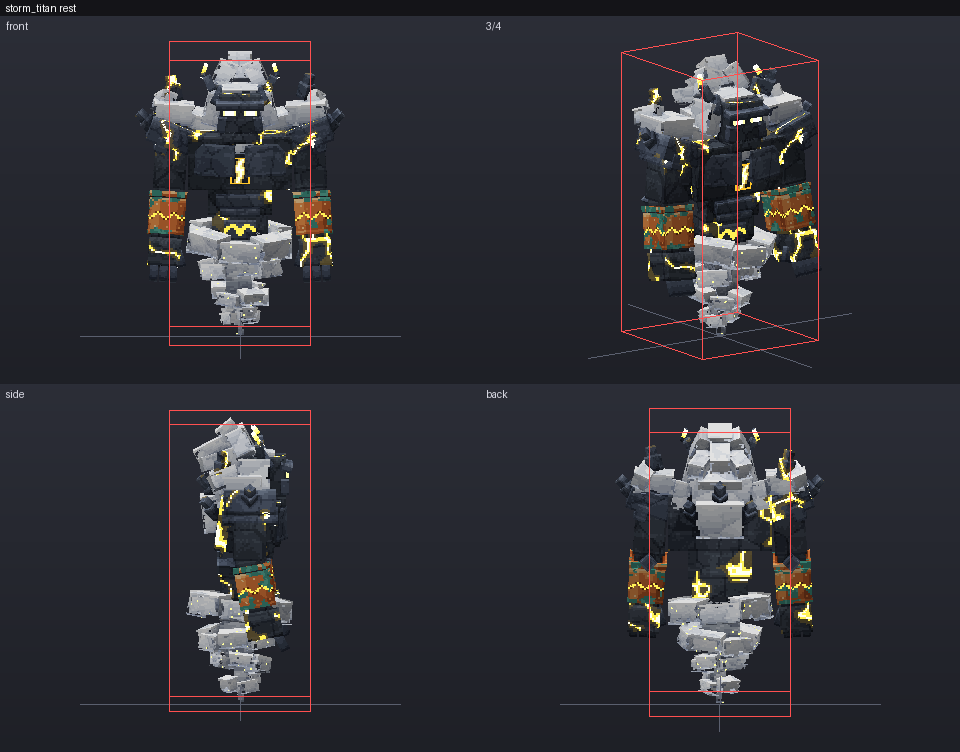 storm_titan rest
front
3/4
side
back